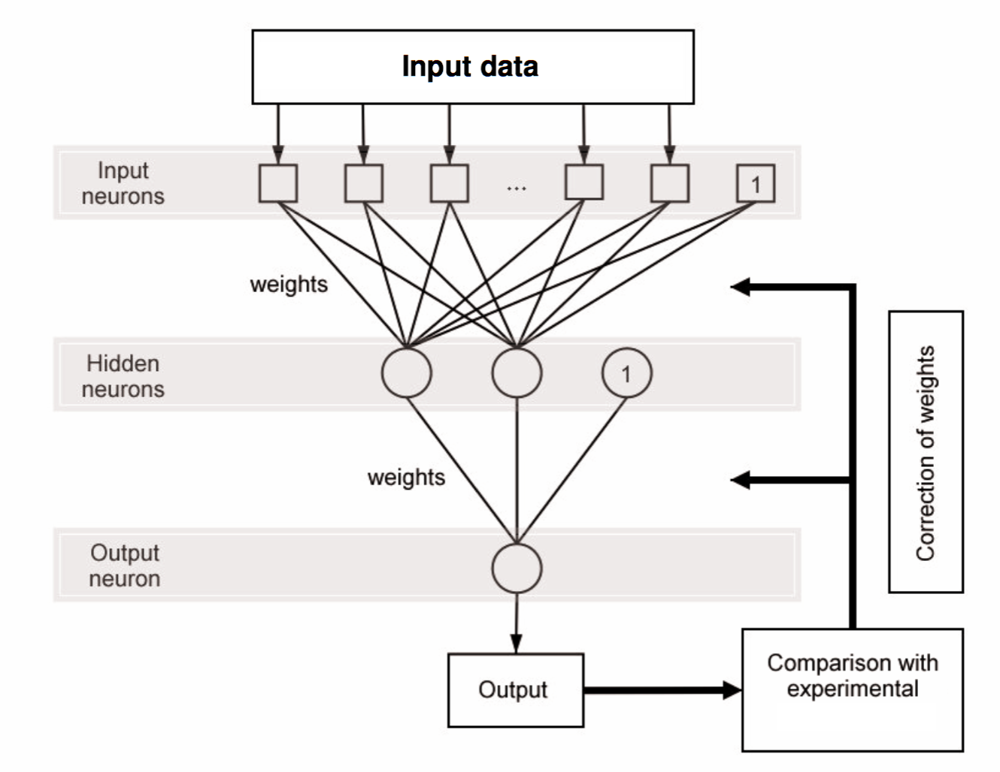 Input data
Input
neurons
...
1
weights
Hidden
neurons
1
weights
Correction of weights
Output
neuron
Output
Comparison with
experimental